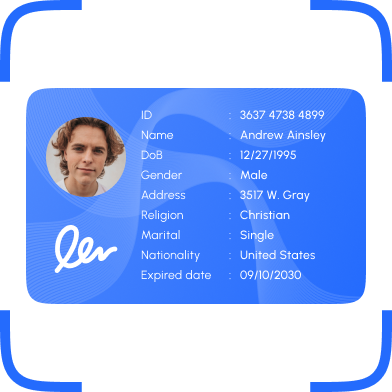 ID : 3637 4738 4899
Name : Andrew Ainsley
DoB : 12/27/1995
Gender : Male
Address : 3517 W. Gray
Religion : Christian
Marital : Single
Nationality : United States
Expired date : 09/10/2030